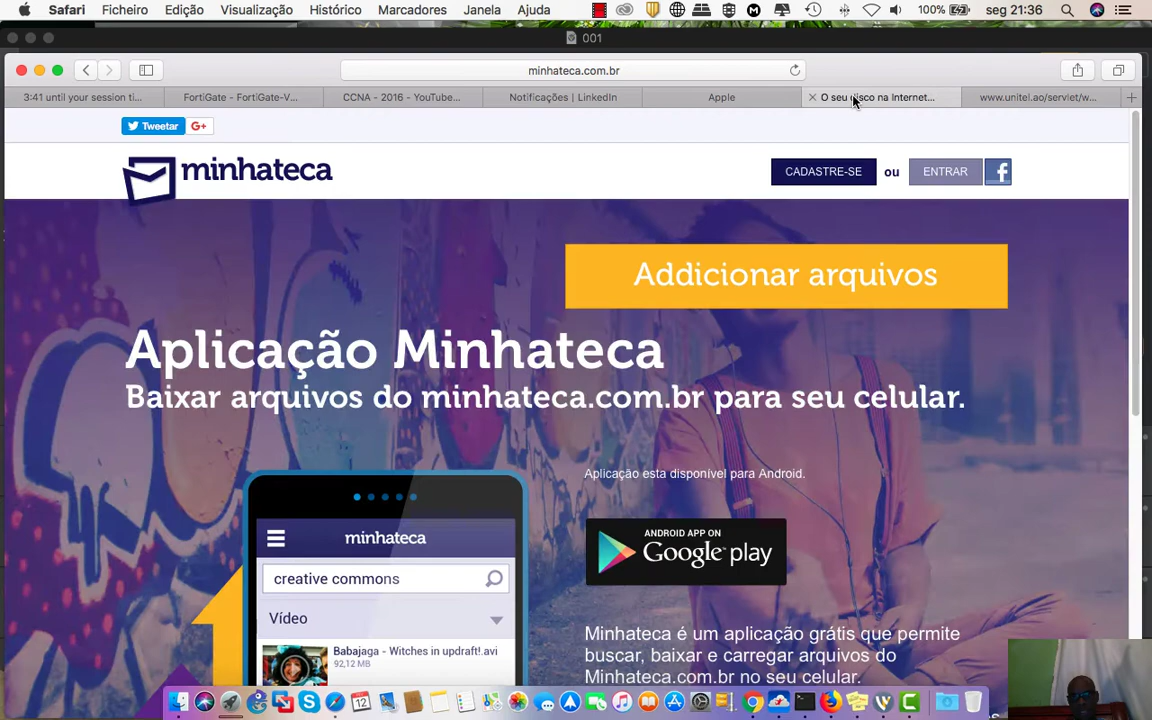 Safari Ficheiro Edição Visualização Histórico Marcadores Janela Ajuda 100% seg 21:36
001
minhateca.com.br
3:41 until your session ti... FortiGate - FortiGate-V... CCNA - 2016 - YouTube... Notificações | LinkedIn Apple O seu disco na Internet... www.unitel.ao/servlet/w...
Tweetar G+
minhateca
CADASTRE-SE ou ENTRAR f
Addicionar arquivos
Aplicação Minhateca
Baixar arquivos do minhateca.com.br para seu celular.
Aplicação esta disponível para Android.
ANDROID APP ON
Google play
minhateca
creative commons
Vídeo
Babajaga - Witches in updraft!.avi
92,12 MB
Minhateca é um aplicação grátis que permite
buscar, baixar e carregar arquivos do
Minhateca.com.br no seu celular.
12